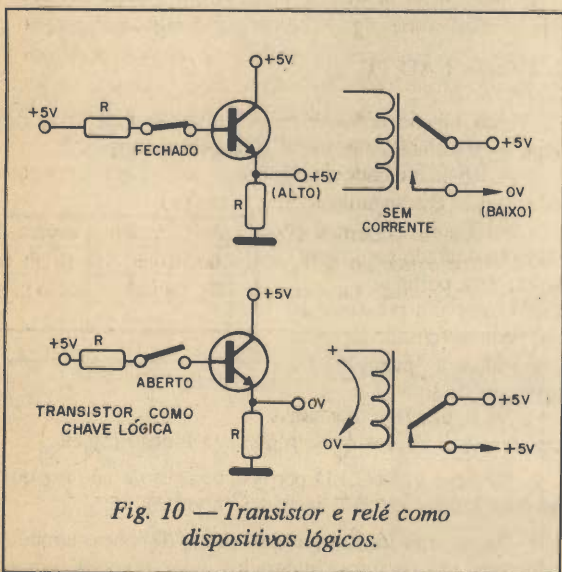 +5V
+5V
R
FECHADO
+5V
(ALTO)
R
SEM
CORRENTE
+5V
0V
(BAIXO)
+5V
+5V
R
ABERTO
0V
TRANSISTOR COMO
CHAVE LÓGICA
R
+
0V
+5V
+5V
Fig. 10 — Transistor e relé como
dispositivos lógicos.